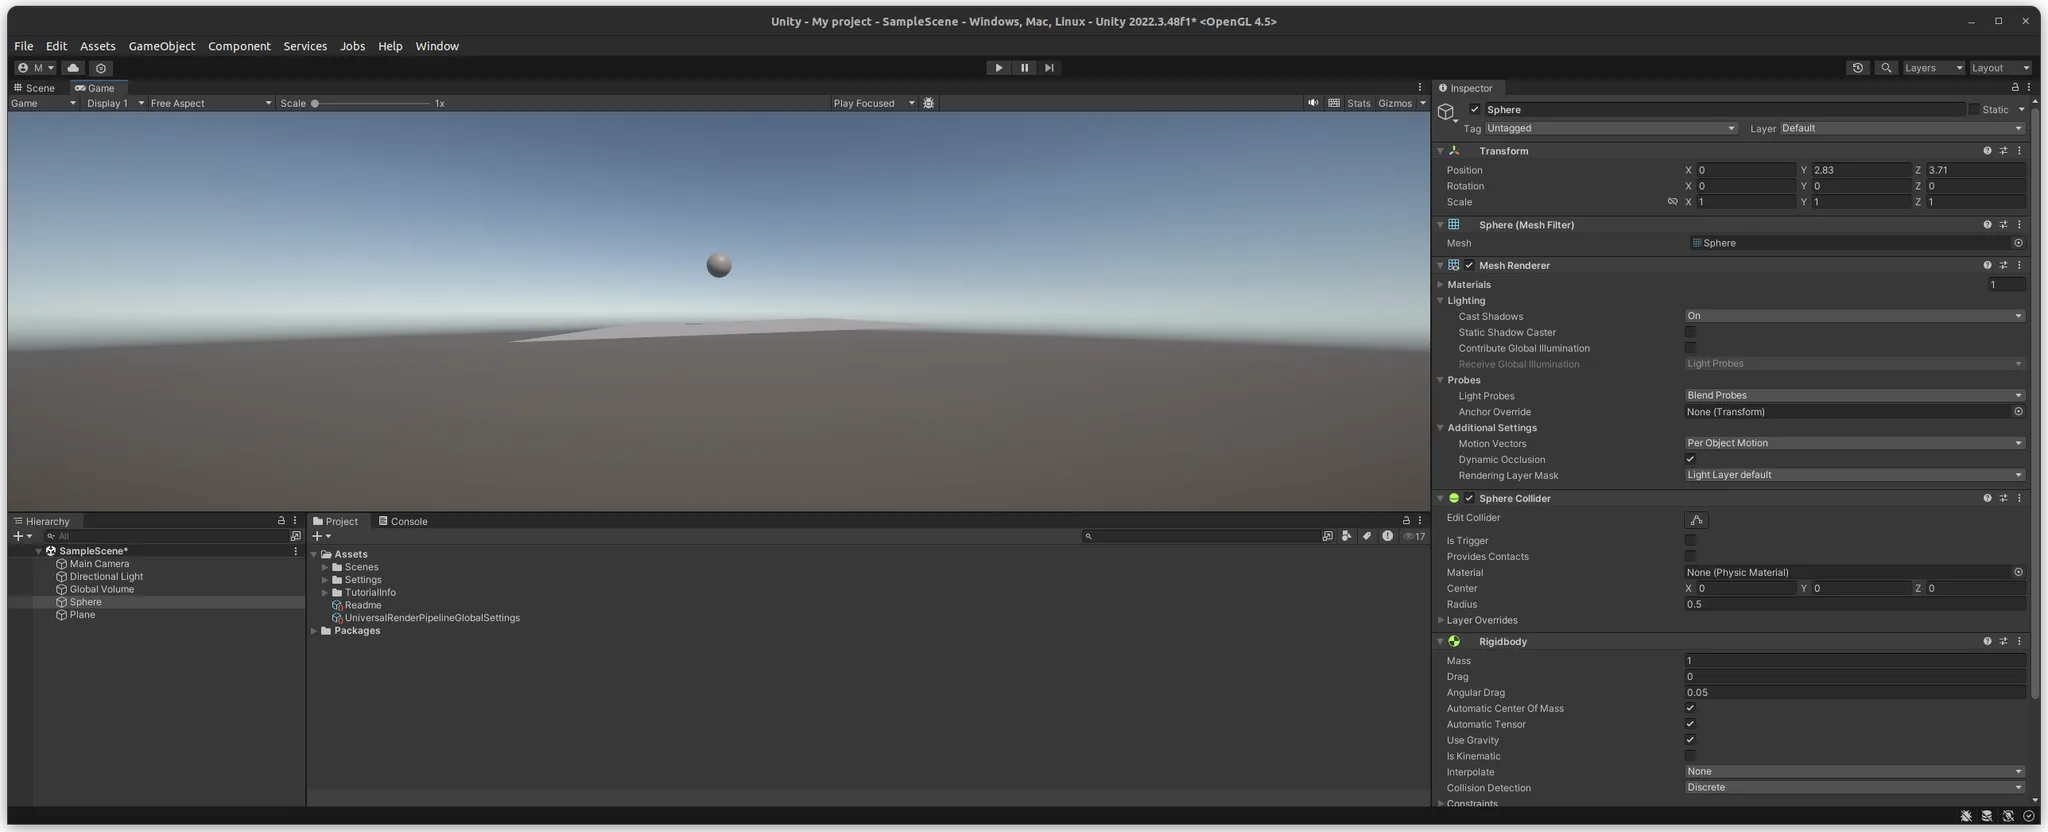 Unity - My project - SampleScene - Windows, Mac, Linux - Unity 2022.3.48f1* <OpenGL 4.5>
File Edit Assets GameObject Component Services Jobs Help Window
M Layers Layout
Scene Game
Game Display 1 Free Aspect Scale 1x Play Focused Stats Gizmos
Inspector
Sphere Static
Tag Untagged Layer Default
Transform
Position X 0 Y 2.83 Z 3.71
Rotation X 0 Y 0 Z 0
Scale X 1 Y 1 Z 1
Sphere (Mesh Filter)
Mesh Sphere
Mesh Renderer
Materials 1
Lighting
Cast Shadows On
Static Shadow Caster
Contribute Global Illumination
Receive Global Illumination Light Probes
Probes
Light Probes Blend Probes
Anchor Override None (Transform)
Additional Settings
Motion Vectors Per Object Motion
Dynamic Occlusion
Rendering Layer Mask Light Layer default
Sphere Collider
Edit Collider
Is Trigger
Provides Contacts
Material None (Physic Material)
Center X 0 Y 0 Z 0
Radius 0.5
Layer Overrides
Rigidbody
Mass 1
Drag 0
Angular Drag 0.05
Automatic Center Of Mass
Automatic Tensor
Use Gravity
Is Kinematic
Interpolate None
Collision Detection Discrete
Constraints
Hierarchy
All
SampleScene*
Main Camera
Directional Light
Global Volume
Sphere
Plane
Project Console
17
Assets
Scenes
Settings
TutorialInfo
Readme
UniversalRenderPipelineGlobalSettings
Packages